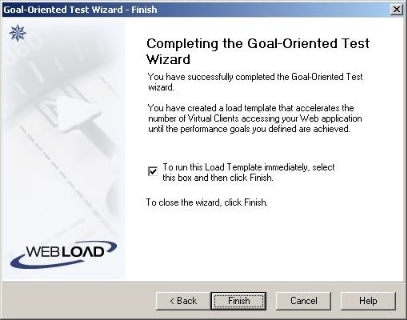 Goal-Oriented Test Wizard - Finish
Completing the Goal-Oriented Test
Wizard
You have successfully completed the Goal-Oriented Test
wizard.
You have created a load template that accelerates the
number of Virtual Clients accessing your Web application
until the performance goals you defined are achieved.
To run this Load Template immediately, select
this box and then click Finish.
To close the wizard, click Finish.
WEBLOAD
< Back
Finish
Cancel
Help